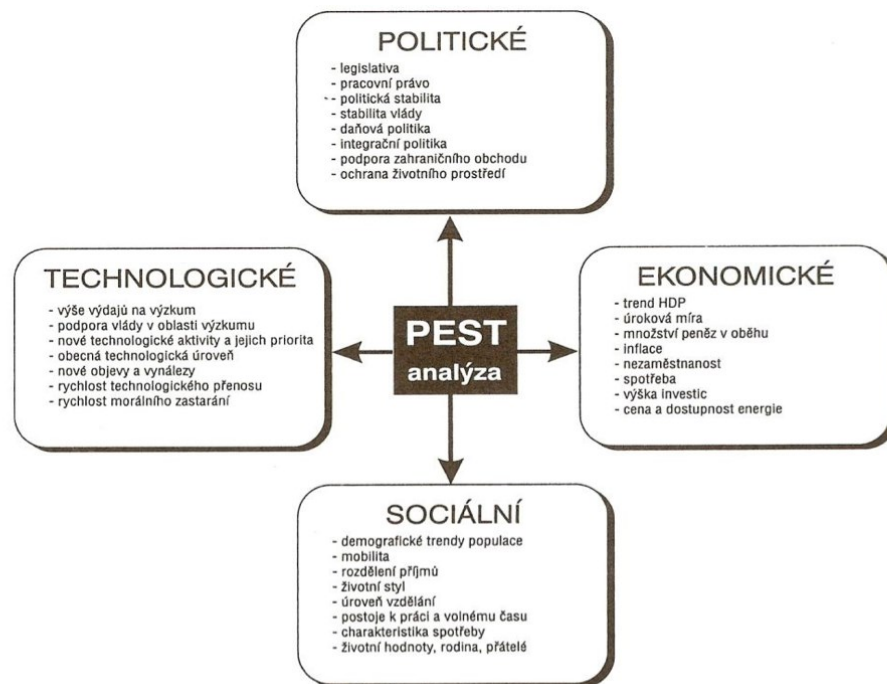 POLITICKÉ
- legislativa
- pracovní právo
- politická stabilita
- stabilita vlády
- daňová politika
- integrační politika
- podpora zahraničního obchodu
- ochrana životního prostředí
TECHNOLOGICKÉ
- výše výdajů na výzkum
- podpora vlády v oblasti výzkumu
- nové technologické aktivity a jejich priorita
- obecná technologická úroveň
- nové objevy a vynálezy
- rychlost technologického přenosu
- rychlost morálního zastarání
PEST
analýza
EKONOMICKÉ
- trend HDP
- úroková míra
- množství peněz v oběhu
- inflace
- nezaměstnanost
- spotřeba
- výška investic
- cena a dostupnost energie
SOCIÁLNÍ
- demografické trendy populace
- mobilita
- rozdělení příjmů
- životní styl
- úroveň vzdělání
- postoje k práci a volnému času
- charakteristika spotřeby
- životní hodnoty, rodina, přátelé